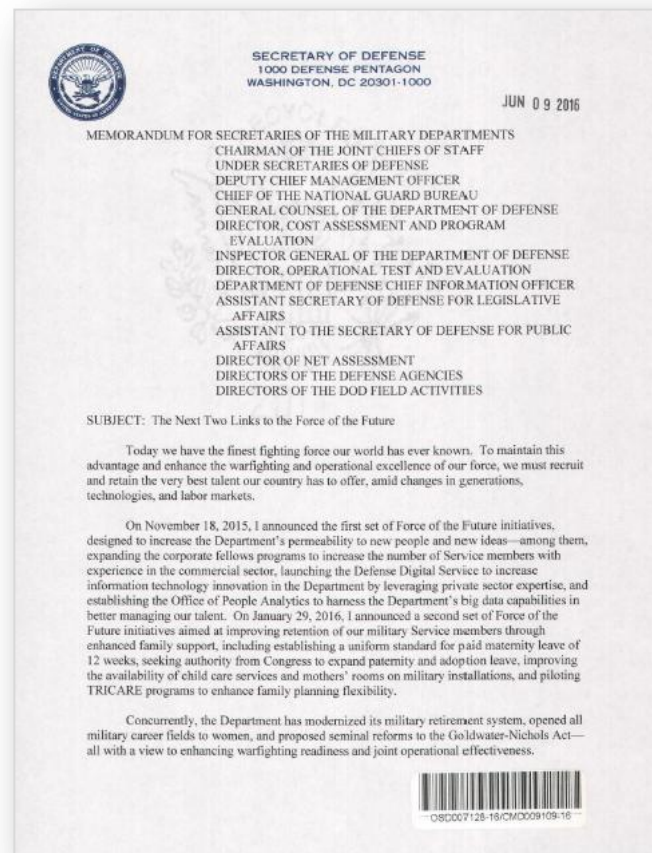 SECRETARY OF DEFENSE
1000 DEFENSE PENTAGON
WASHINGTON, DC 20301-1000
JUN 09 2016
MEMORANDUM FOR SECRETARIES OF THE MILITARY DEPARTMENTS
CHAIRMAN OF THE JOINT CHIEFS OF STAFF
UNDER SECRETARIES OF DEFENSE
DEPUTY CHIEF MANAGEMENT OFFICER
CHIEF OF THE NATIONAL GUARD BUREAU
GENERAL COUNSEL OF THE DEPARTMENT OF DEFENSE
DIRECTOR, COST ASSESSMENT AND PROGRAM
EVALUATION
INSPECTOR GENERAL OF THE DEPARTMENT OF DEFENSE
DIRECTOR, OPERATIONAL TEST AND EVALUATION
DEPARTMENT OF DEFENSE CHIEF INFORMATION OFFICER
ASSISTANT SECRETARY OF DEFENSE FOR LEGISLATIVE
AFFAIRS
ASSISTANT TO THE SECRETARY OF DEFENSE FOR PUBLIC
AFFAIRS
DIRECTOR OF NET ASSESSMENT
DIRECTORS OF THE DEFENSE AGENCIES
DIRECTORS OF THE DOD FIELD ACTIVITIES
SUBJECT: The Next Two Links to the Force of the Future
Today we have the finest fighting force our world has ever known. To maintain this
advantage and enhance the warfighting and operational excellence of our force, we must recruit
and retain the very best talent our country has to offer, amid changes in generations,
technologies, and labor markets.
On November 18, 2015, I announced the first set of Force of the Future initiatives,
designed to increase the Department's permeability to new people and new ideas—among them,
expanding the corporate fellows programs to increase the number of Service members with
experience in the commercial sector, launching the Defense Digital Service to increase
information technology innovation in the Department by leveraging private sector expertise, and
establishing the Office of People Analytics to harness the Department's big data capabilities in
better managing our talent. On January 29, 2016, I announced a second set of Force of the
Future initiatives aimed at improving retention of our military Service members through
enhanced family support, including establishing a uniform standard for paid maternity leave of
12 weeks, seeking authority from Congress to expand paternity and adoption leave, improving
the availability of child care services and mothers' rooms on military installations, and piloting
TRICARE programs to enhance family planning flexibility.
Concurrently, the Department has modernized its military retirement system, opened all
military career fields to women, and proposed seminal reforms to the Goldwater-Nichols Act—
all with a view to enhancing warfighting readiness and joint operational effectiveness.
OSD007128-16/CMD009109-16